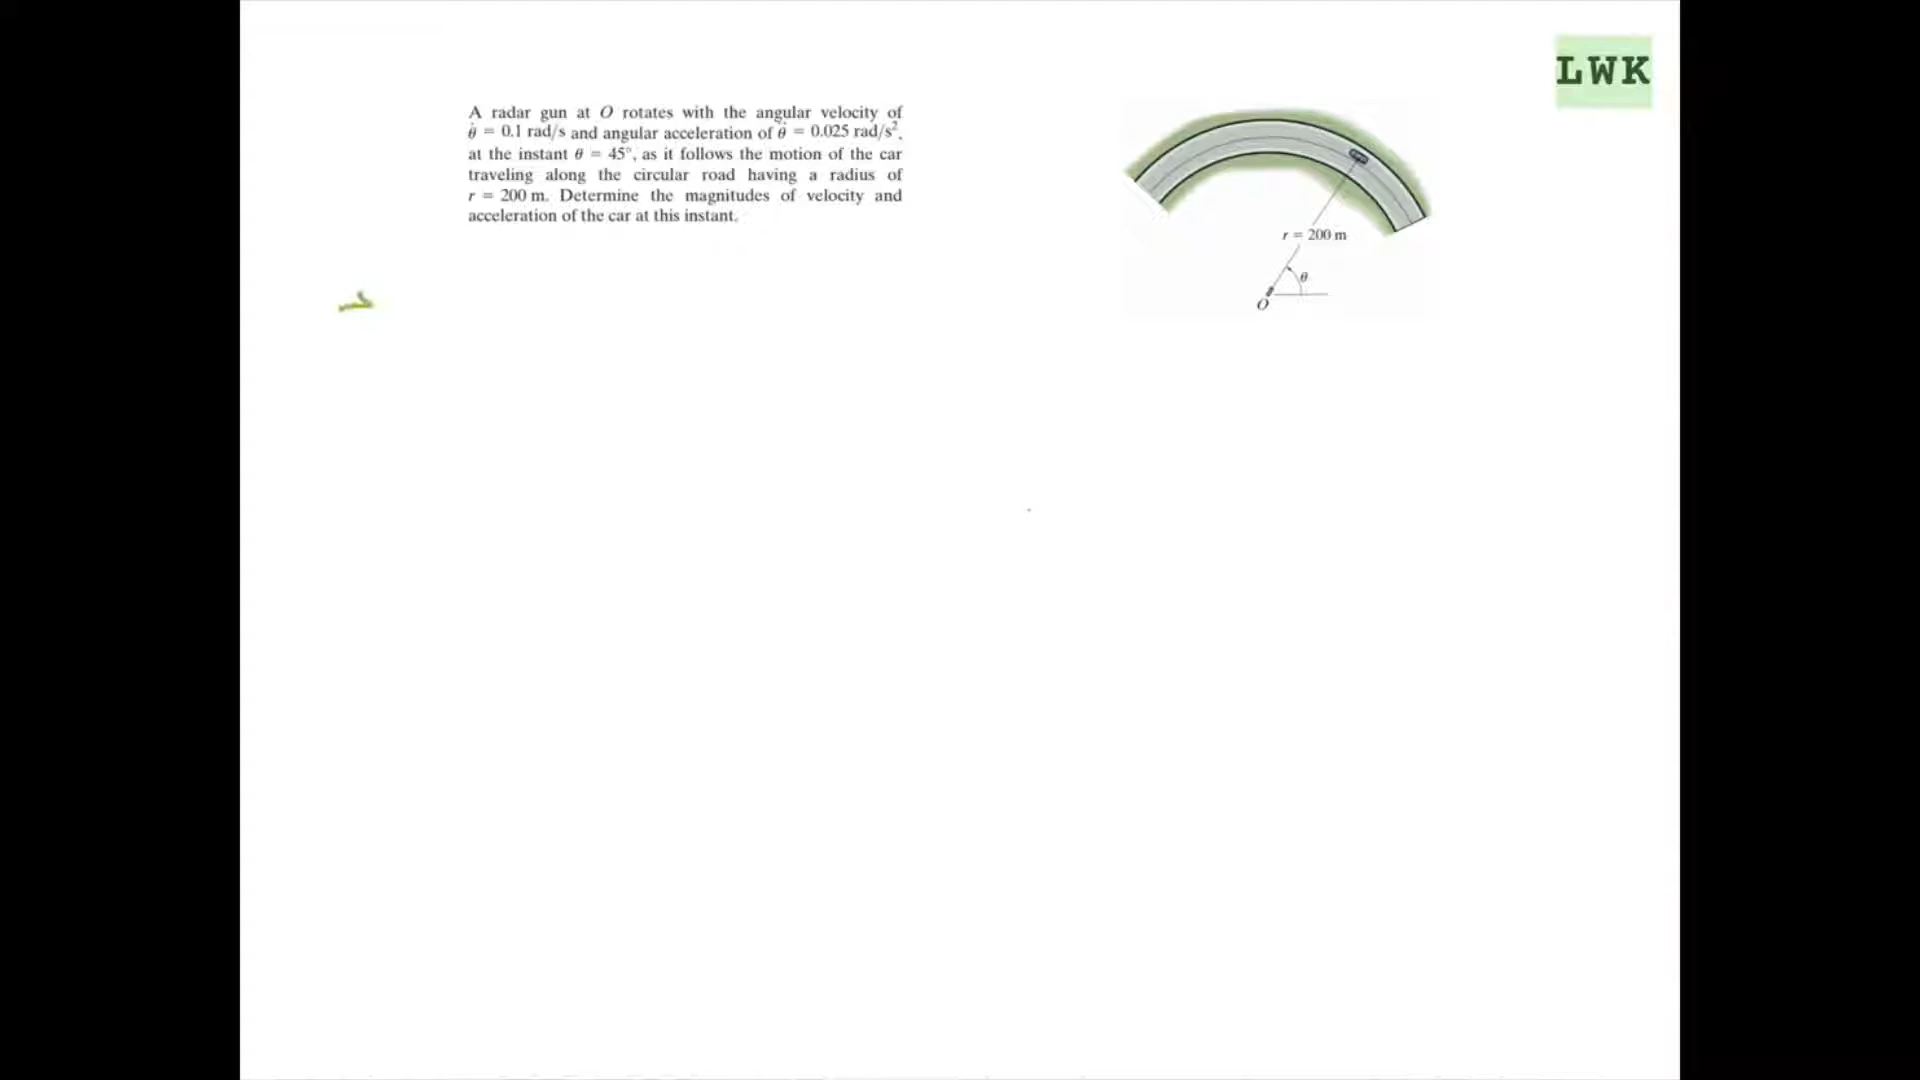 LWK
A radar gun at O rotates with the angular velocity of
θ̇ = 0.1 rad/s and angular acceleration of θ̈ = 0.025 rad/s²,
at the instant θ = 45°, as it follows the motion of the car
traveling along the circular road having a radius of
r = 200 m. Determine the magnitudes of velocity and
acceleration of the car at this instant.
r = 200 m
θ
O